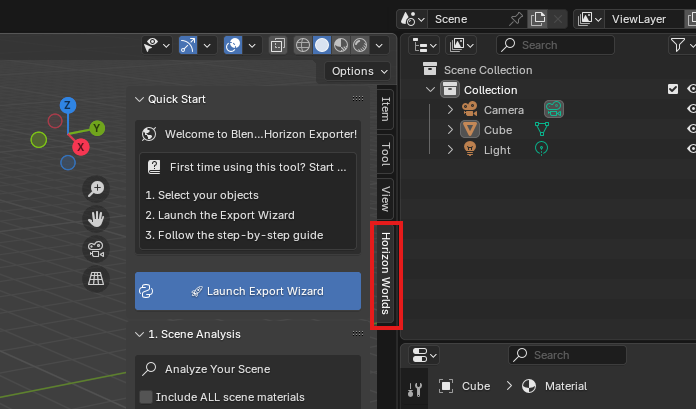 Scene
ViewLayer
Options
Search
Quick Start
Welcome to Blen...Horizon Exporter!
First time using this tool? Start ...
1. Select your objects
2. Launch the Export Wizard
3. Follow the step-by-step guide
Launch Export Wizard
1. Scene Analysis
Analyze Your Scene
Include ALL scene materials
Z
Y
X
Item
Tool
View
Horizon Worlds
Scene Collection
Collection
Camera
Cube
Light
Search
Cube
Material